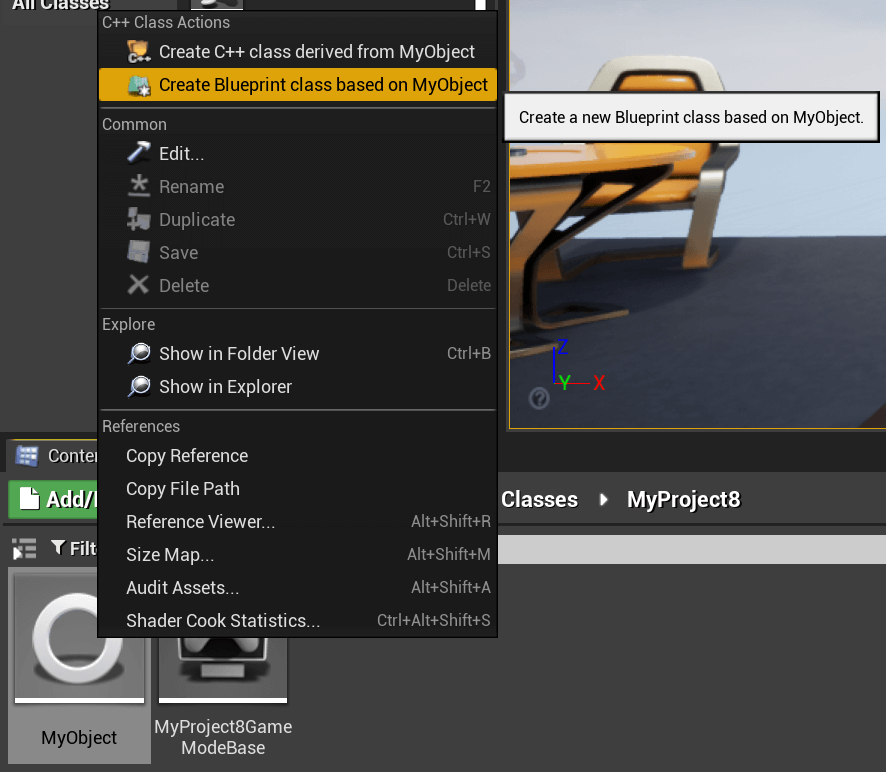 All Classes
C++ Class Actions
Create C++ class derived from MyObject
Create Blueprint class based on MyObject
Create a new Blueprint class based on MyObject.
Common
Edit...
Rename F2
Duplicate Ctrl+W
Save Ctrl+S
Delete Delete
Explore
Show in Folder View Ctrl+B
Show in Explorer
Z
Y X
?
References
Copy Reference
Copy File Path
Reference Viewer... Alt+Shift+R
Size Map... Alt+Shift+M
Audit Assets... Alt+Shift+A
Shader Cook Statistics... Ctrl+Alt+Shift+S
Add/
Classes MyProject8
MyObject
MyProject8Game
ModeBase